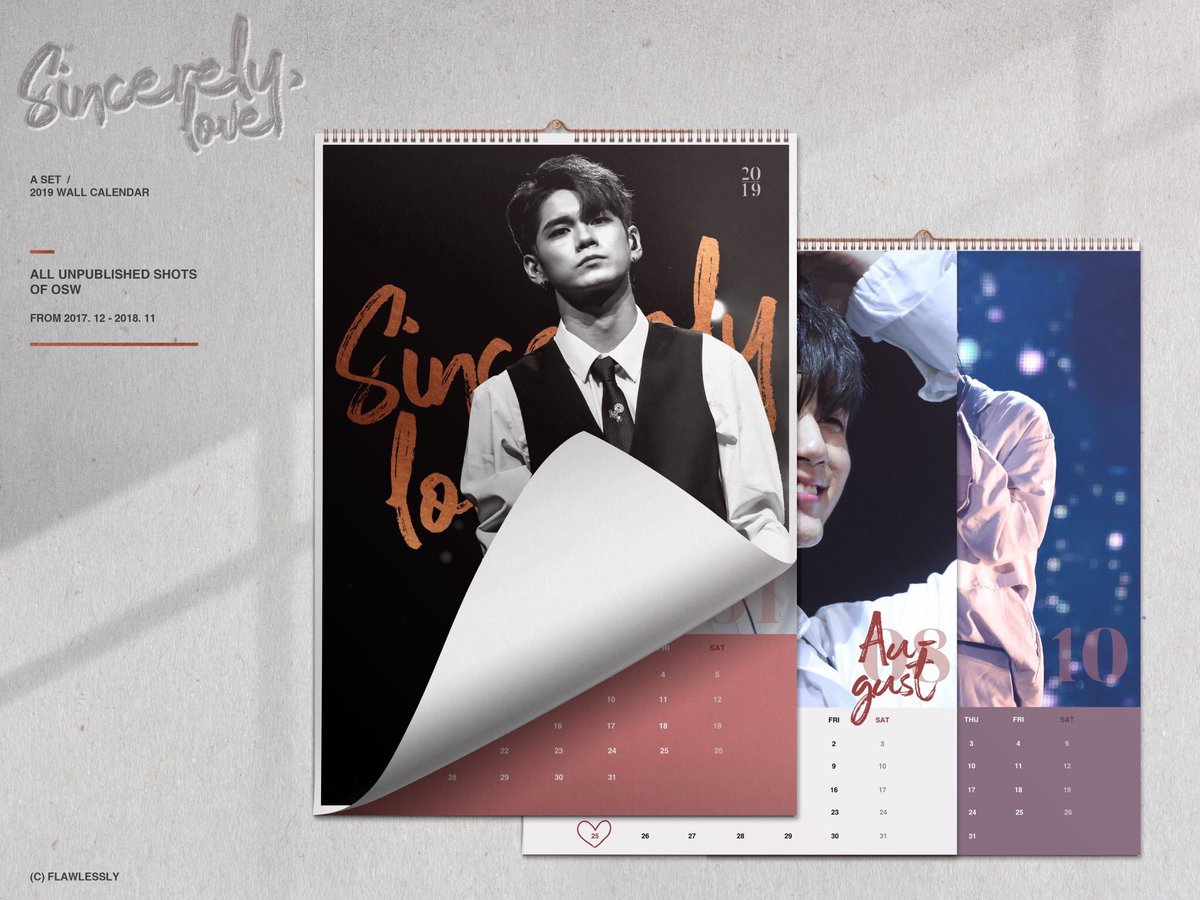 Sincerely,
love
A SET /
2019 WALL CALENDAR
ALL UNPUBLISHED SHOTS
OF OSW
FROM 2017. 12 - 2018. 11
(C) FLAWLESSLY
20
19
Sincerely
lo
SAT
4 5
10 11 12
16 17 18 19
22 23 24 25 26
28 29 30 31
08
Au-
gust
FRI SAT
2 3
9 10
16 17
23 24
25 26 27 28 29 30 31
10
THU FRI SAT
3 4 5
10 11 12
17 18 19
24 25 26
31